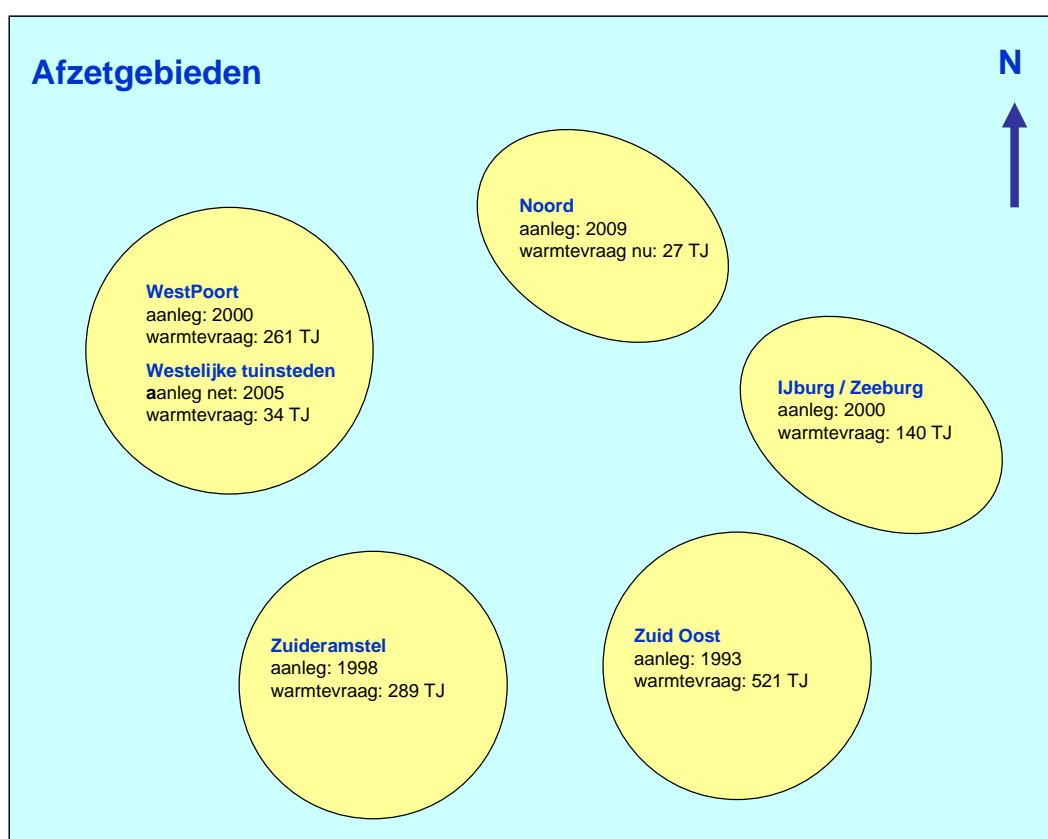 Afzetgebieden
N
Noord
aanleg: 2009
warmtevraag nu: 27 TJ
WestPoort
aanleg: 2000
warmtevraag: 261 TJ
Westelijke tuinsteden
aanleg net: 2005
warmtevraag: 34 TJ
IJburg / Zeeburg
aanleg: 2000
warmtevraag: 140 TJ
Zuideramstel
aanleg: 1998
warmtevraag: 289 TJ
Zuid Oost
aanleg: 1993
warmtevraag: 521 TJ